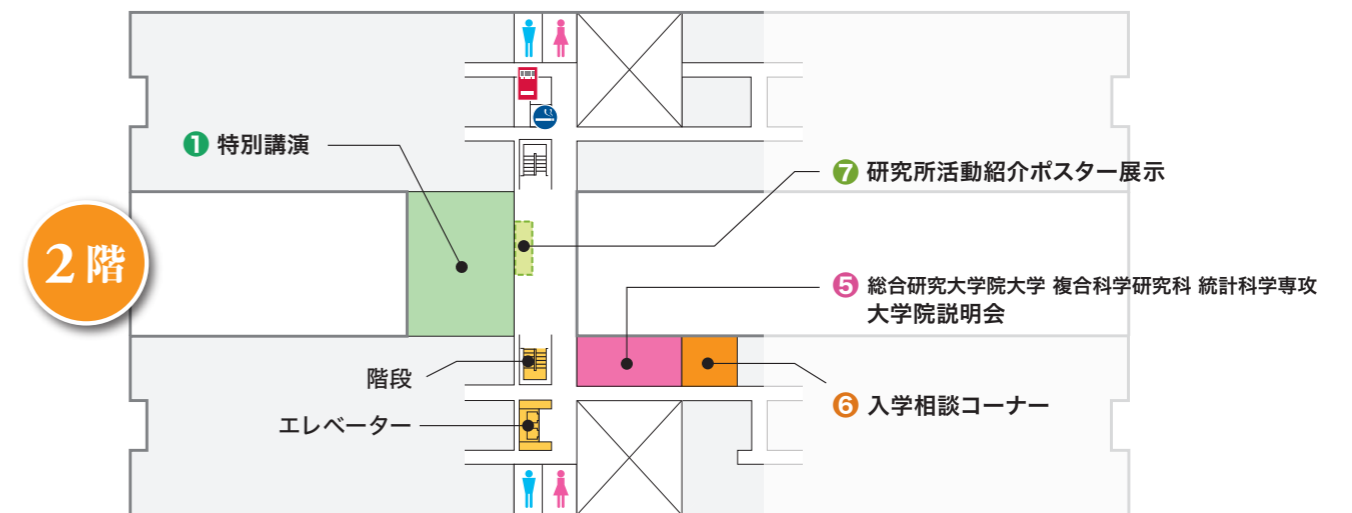 ❶ 特別講演
❼ 研究所活動紹介ポスター展示
2階
❺ 総合研究大学院大学 複合科学研究科 統計科学専攻
大学院説明会
階段
❻ 入学相談コーナー
エレベーター